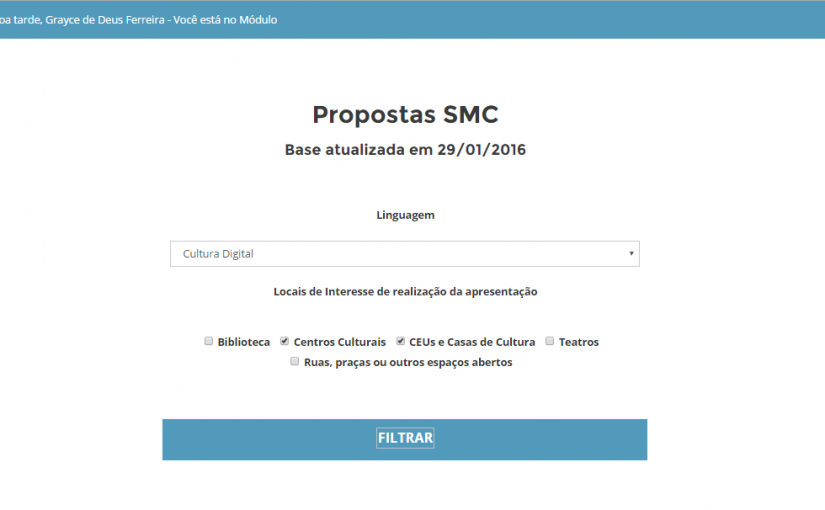 oa tarde, Grayce de Deus Ferreira - Você está no Módulo
Propostas SMC
Base atualizada em 29/01/2016
Linguagem
Cultura Digital
Locais de Interesse de realização da apresentação
Biblioteca Centros Culturais CEUs e Casas de Cultura Teatros
Ruas, praças ou outros espaços abertos
FILTRAR